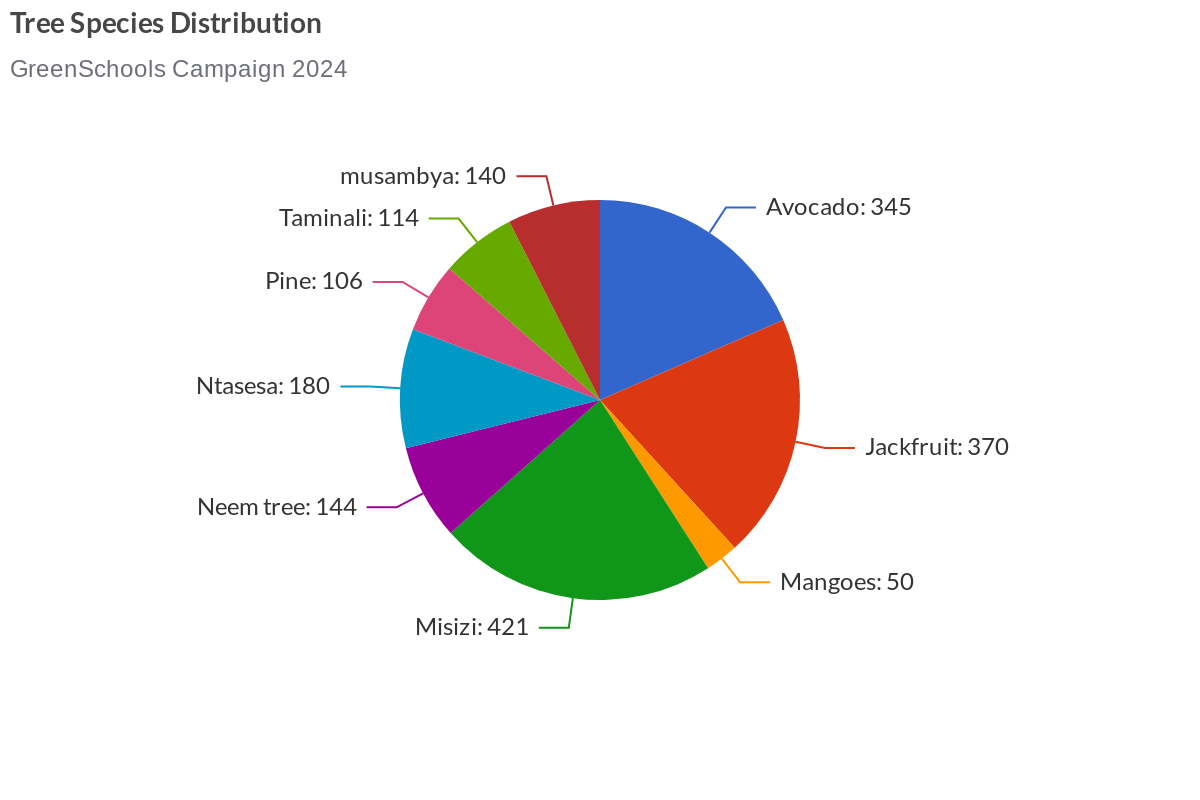 Tree Species Distribution
GreenSchools Campaign 2024
musambya: 140
Avocado: 345
Taminali: 114
Pine: 106
Ntasesa: 180
Jackfruit: 370
Neem tree: 144
Mangoes: 50
Misizi: 421